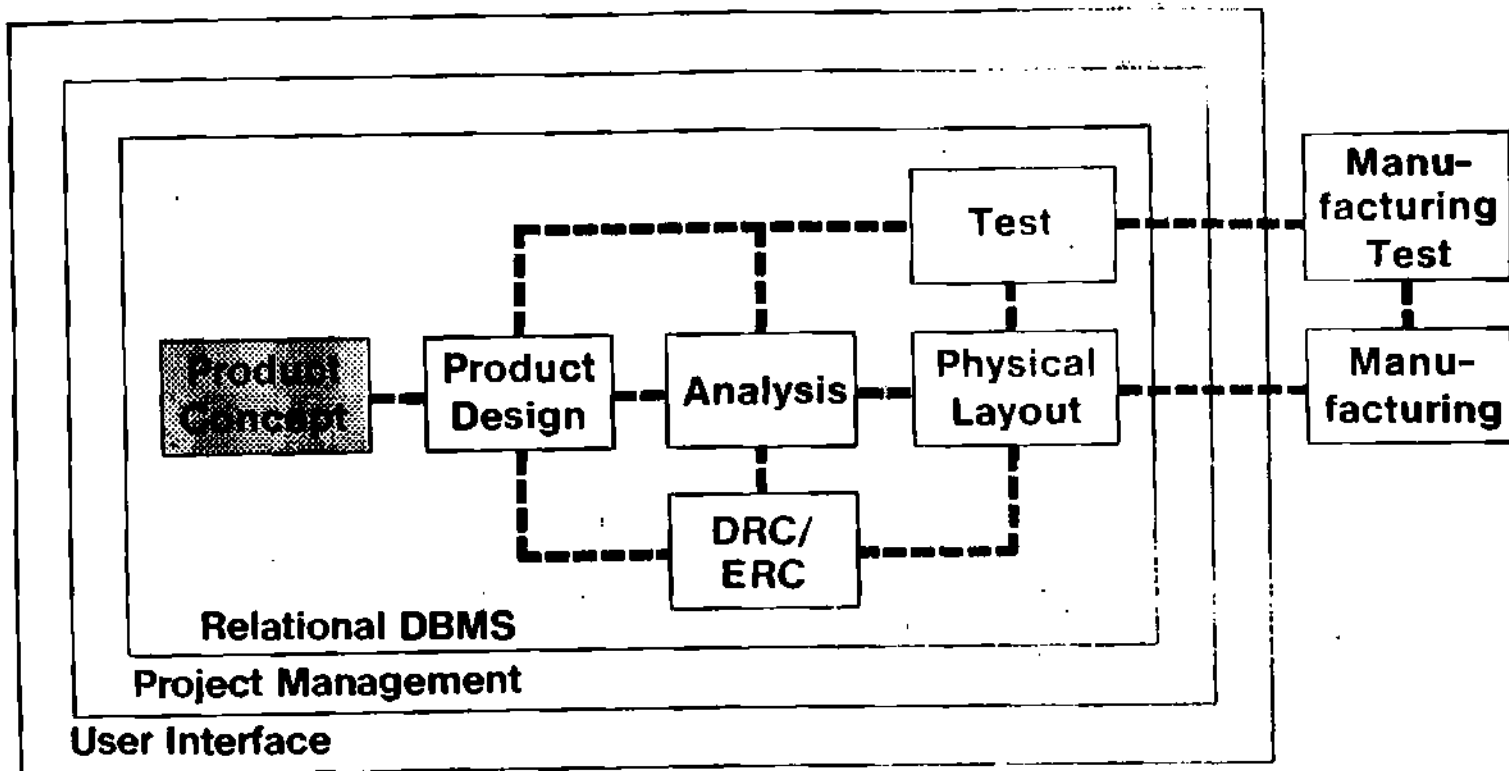 Manu-
facturing
Test
Test
Product
Concept
Product
Design
Analysis
Physical
Layout
Manu-
facturing
DRC/
ERC
Relational DBMS
Project Management
User Interface